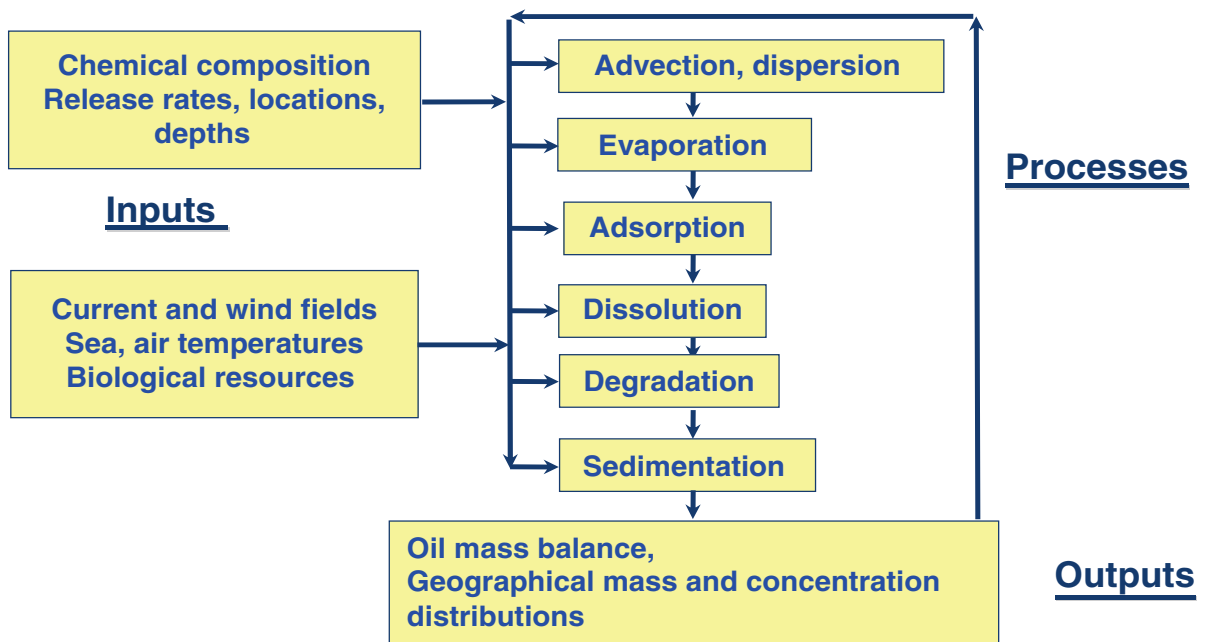 Chemical composition
Release rates, locations,
depths
Inputs
Current and wind fields
Sea, air temperatures
Biological resources
Advection, dispersion
Evaporation
Adsorption
Dissolution
Degradation
Sedimentation
Processes
Oil mass balance,
Geographical mass and concentration
distributions
Outputs